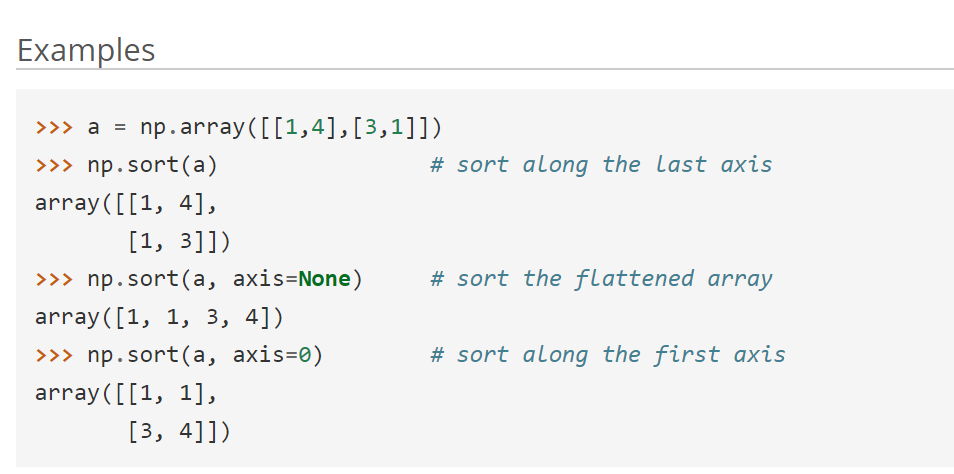 Examples
>>> a = np.array([[1,4],[3,1]])
>>> np.sort(a)                # sort along the last axis
array([[1, 4],
       [1, 3]])
>>> np.sort(a, axis=None)     # sort the flattened array
array([1, 1, 3, 4])
>>> np.sort(a, axis=0)        # sort along the first axis
array([[1, 1],
       [3, 4]])